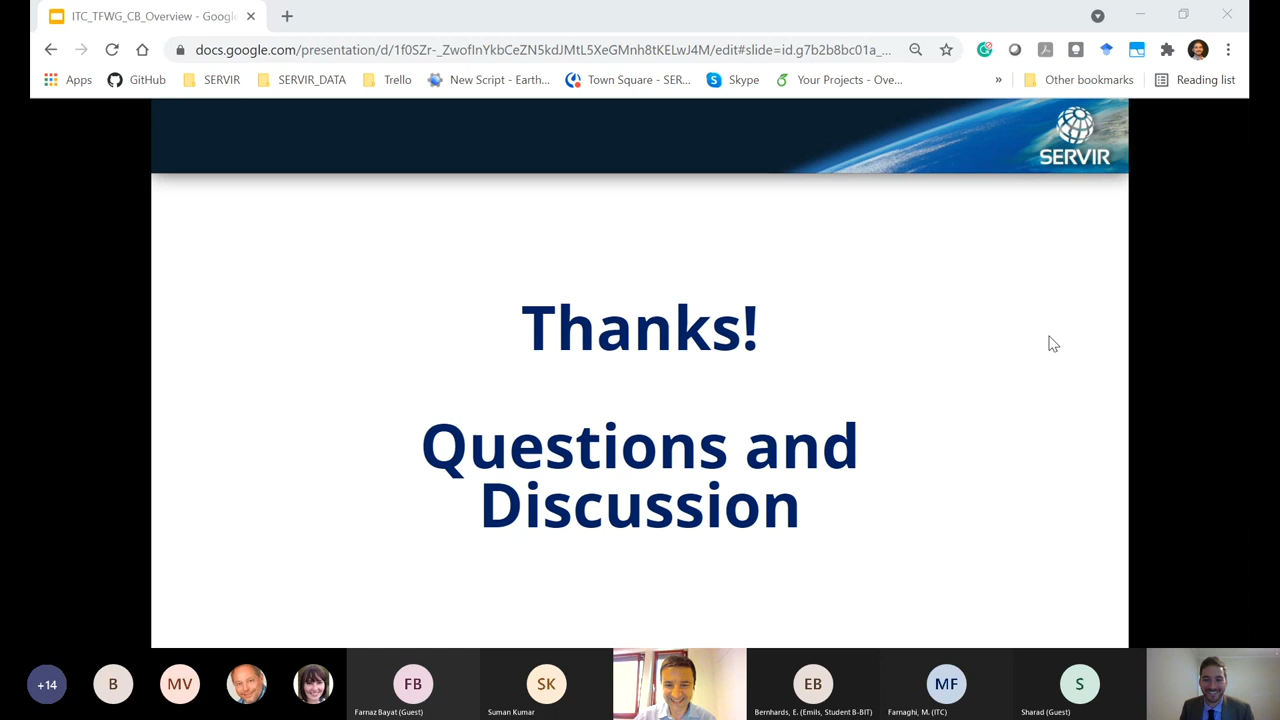 ITC_TFWG_CB_Overview - Google
docs.google.com/presentation/d/1f0SZr-_ZwofInYkbCeZN5kdJMtL5XeGMnh8tKELwJ4M/edit#slide=id.g7b2b8bc01a_...
Apps GitHub SERVIR SERVIR_DATA Trello New Script - Earth... Town Square - SER... Skype Your Projects - Ove... » Other bookmarks Reading list
SERVIR
Thanks!
Questions and
Discussion
+14 B MV FB SK EB MF S
Farnaz Bayat (Guest) Suman Kumar Bernhards, E. (Emils, Student B-BIT) Farnaghi, M. (ITC) Sharad (Guest)